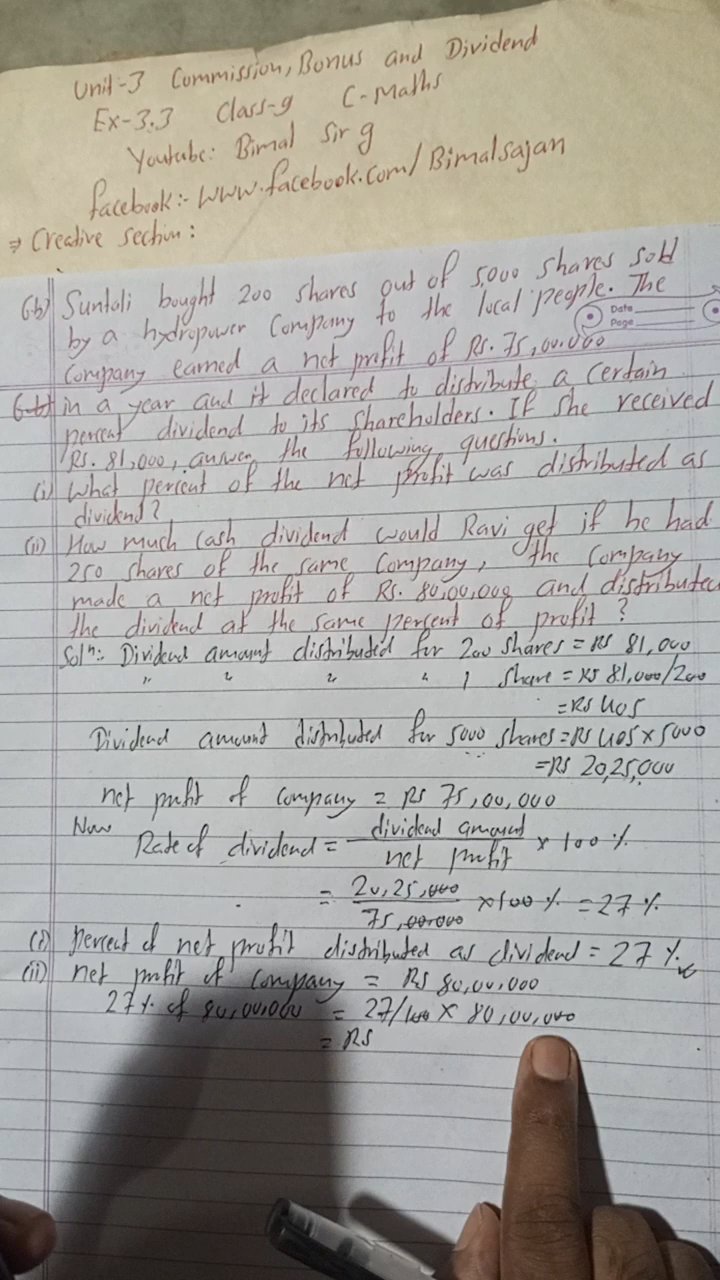 Unit-3 Commission, Bonus and Dividend
Ex-3.3 Class-9 C-Maths
Youtube: Bimal Sir g
facebook:- www.facebook.com/Bimalsajan
⇒ Creative section:
6b) Suntali bought 200 shares out of 5000 shares sold
by a hydropower Company to the local people. The
Date
Page
Company earned a net profit of Rs. 75,00,000
in a year and it declared to distribute a certain
percent dividend to its shareholders. If she received
Rs. 81,000, answer the following questions.
(i) What percent of the net profit was distributed as
dividend?
(ii) How much cash dividend would Ravi get if he had
250 shares of the same company, the company
made a net profit of Rs. 80,00,000 and distributed
the dividend at the same percent of profit?
Solⁿ: Dividend amount distributed for 200 shares = Rs 81,000
" " " " 1 share = Rs 81,000/200
= Rs 405
Dividend amount distributed for 5000 shares = Rs 405 × 5000
= Rs 20,25,000
net profit of company = Rs 75,00,000
Now
Rate of dividend = dividend amount / net profit × 100 %
= 20,25,000 / 75,00,000 × 100 % = 27 %
(i) percent of net profit distributed as dividend = 27 %
(ii) net profit of company = Rs 80,00,000
27 % of 80,00,000 = 27/100 × 80,00,000
= Rs